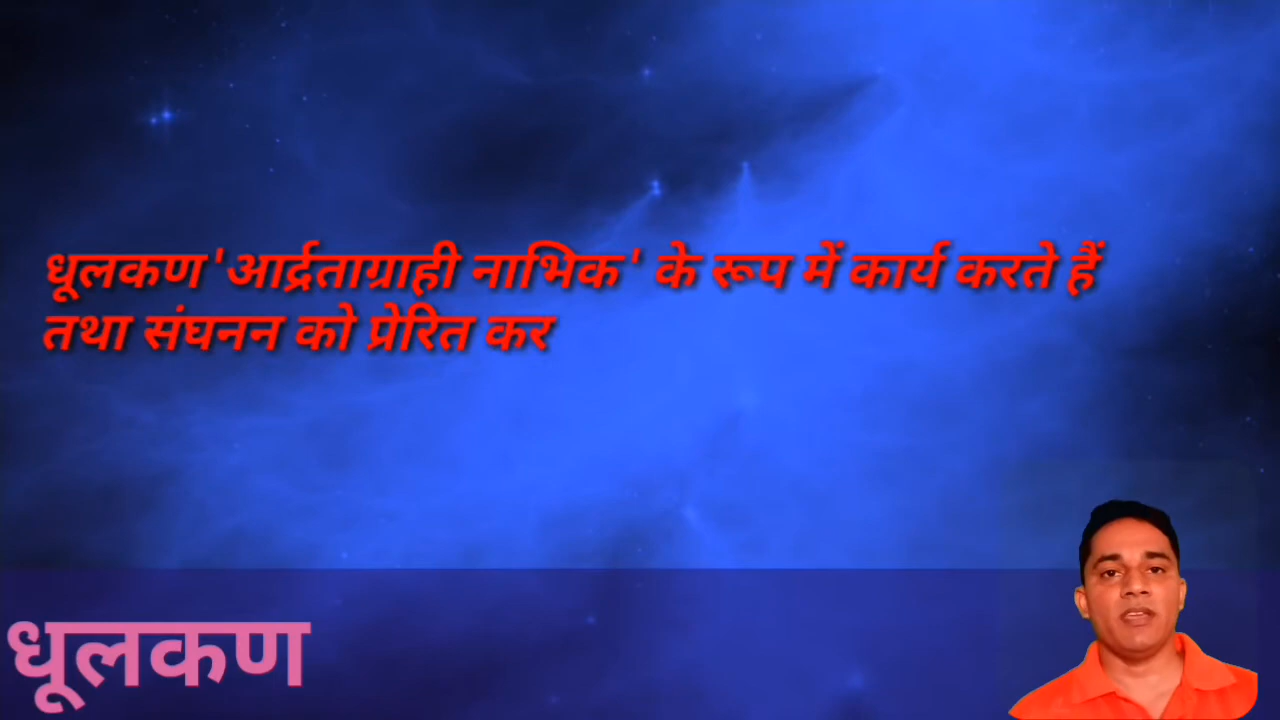 धूलकण 'आर्द्रताग्राही नाभिक' के रूप में कार्य करते हैं
तथा संघनन को प्रेरित कर
धूलकण